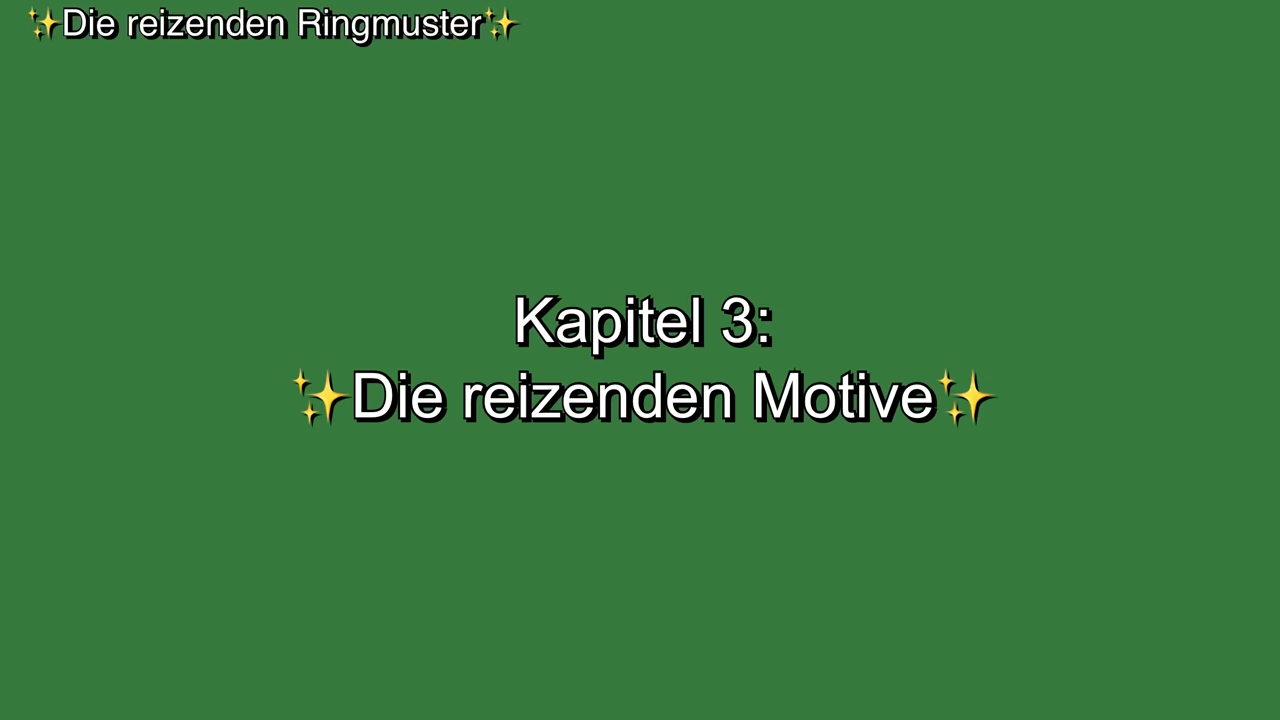 ✨Die reizenden Ringmuster✨
Kapitel 3:
✨Die reizenden Motive✨